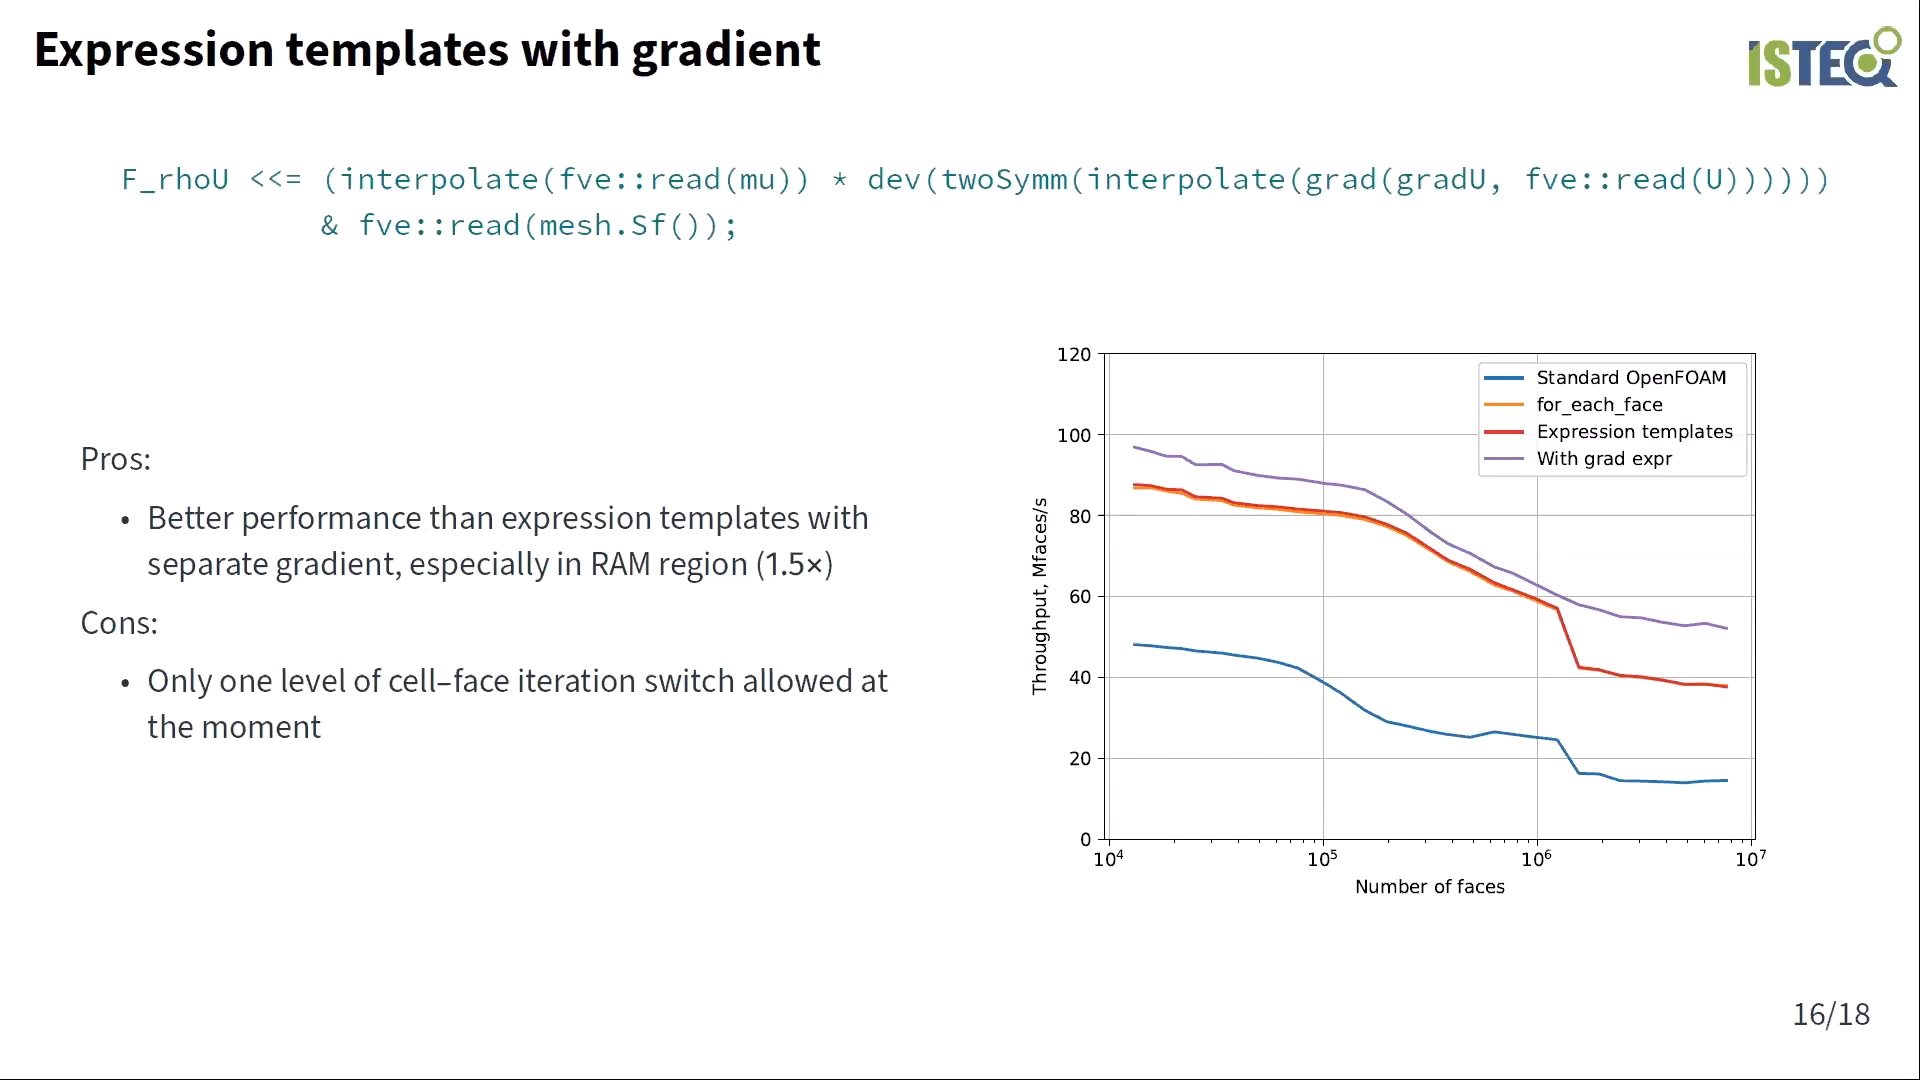 Expression templates with gradient
ISTEQ
F_rhoU <<= (interpolate(fve::read(mu)) * dev(twoSymm(interpolate(grad(gradU, fve::read(U))))))
& fve::read(mesh.Sf());
Pros:
• Better performance than expression templates with
separate gradient, especially in RAM region (1.5×)
Cons:
• Only one level of cell–face iteration switch allowed at
the moment
120
100
80
60
40
20
0
Throughput, Mfaces/s
Standard OpenFOAM
for_each_face
Expression templates
With grad expr
10⁴ 10⁵ 10⁶ 10⁷
Number of faces
16/18